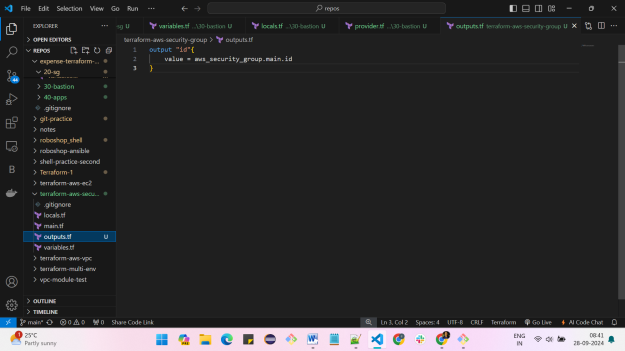 File Edit Selection View Go Run ···
repos
EXPLORER ···
ng U
variables.tf ...\30-bastion U
locals.tf ...\30-bastion U
provider.tf ...\30-bastion U
outputs.tf terraform-aws-security-group U
OPEN EDITORS
REPOS
expense-terraform-...
20-sg
30-bastion
40-apps
.gitignore
git-practice
notes
roboshop_shell
roboshop-ansible
shell-practice-second
Terraform-1
terraform-aws-ec2
terraform-aws-secu...
.gitignore
locals.tf
main.tf
outputs.tf U
variables.tf
terraform-aws-vpc
terraform-multi-env
vpc-module-test
OUTLINE
TIMELINE
terraform-aws-security-group > outputs.tf
1 output "id"{
2 value = aws_security_group.main.id
3 }
main* 0 0 0 Share Code Link
Ln 3, Col 2 Spaces: 4 UTF-8 CRLF Terraform Go Live AI Code Chat
25°C
Partly sunny
ENG
IN
08:41
28-09-2024